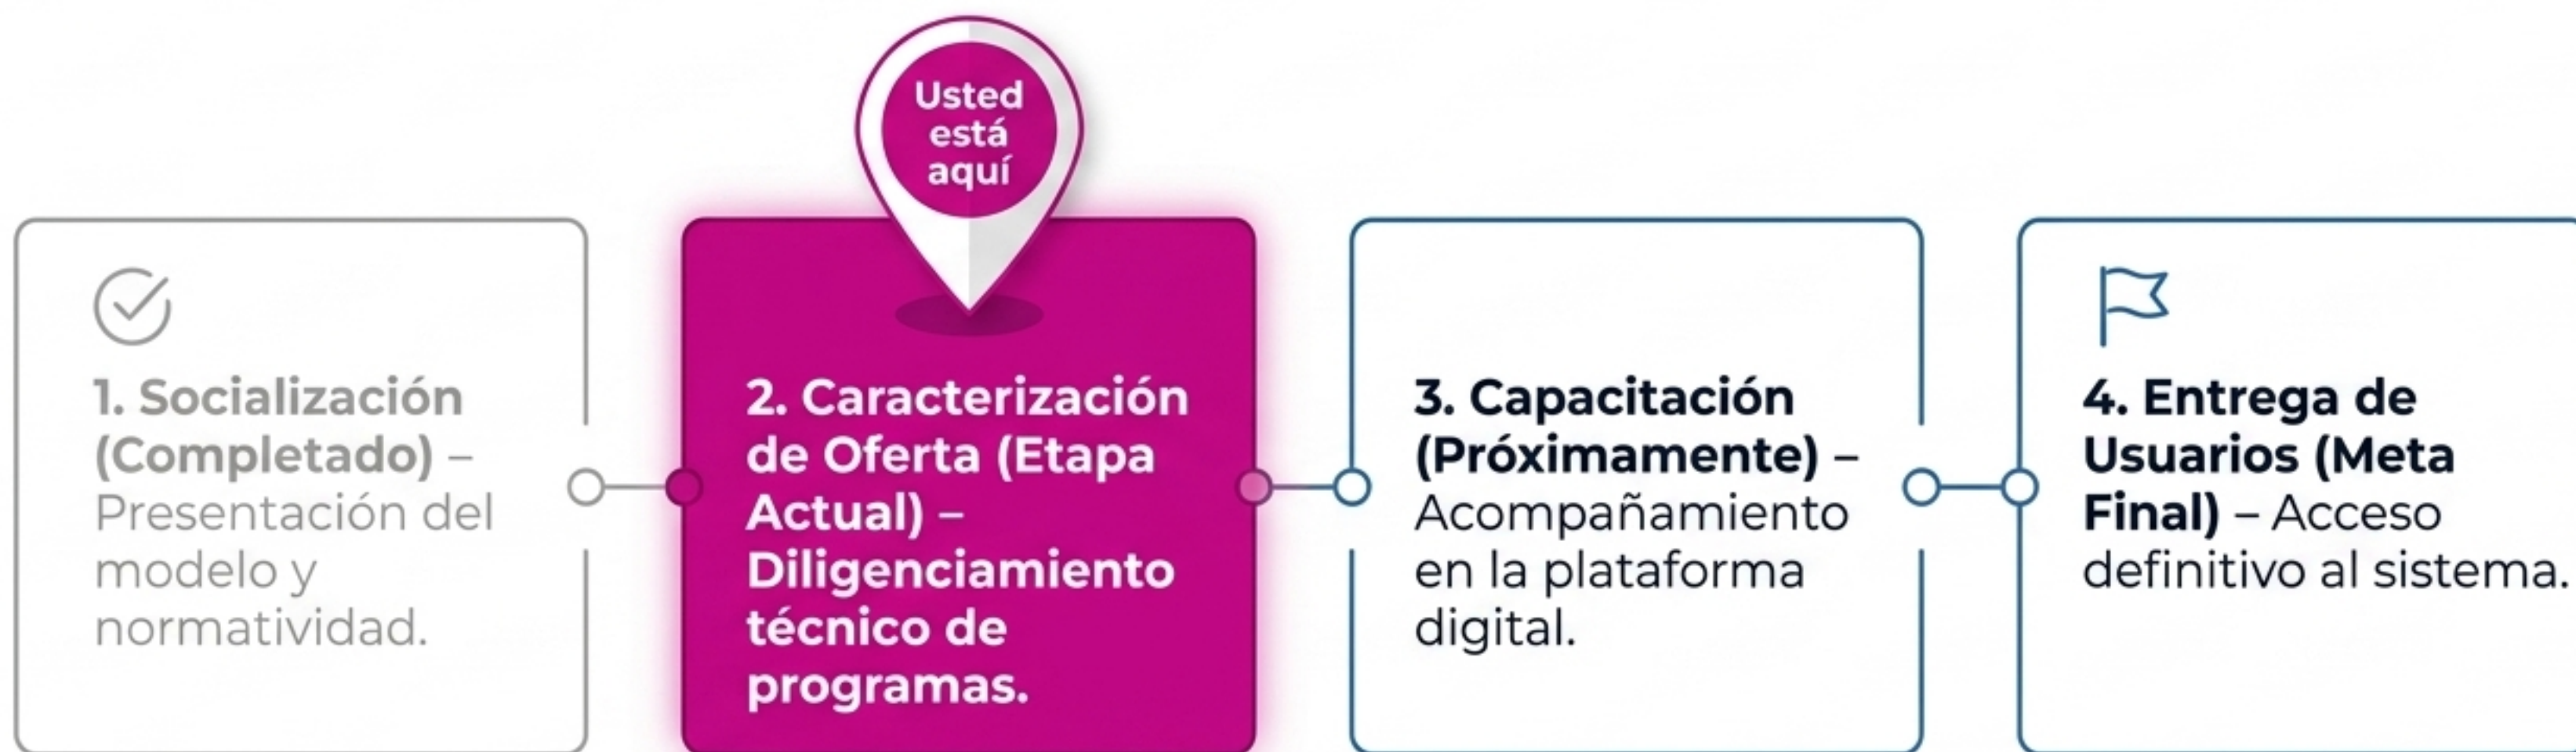 Usted
está
aquí
1. Socialización
(Completado) –
Presentación del
modelo y
normatividad.
2. Caracterización
de Oferta (Etapa
Actual) –
Diligenciamiento
técnico de
programas.
3. Capacitación
(Próximamente) –
Acompañamiento
en la plataforma
digital.
4. Entrega de
Usuarios (Meta
Final) – Acceso
definitivo al sistema.